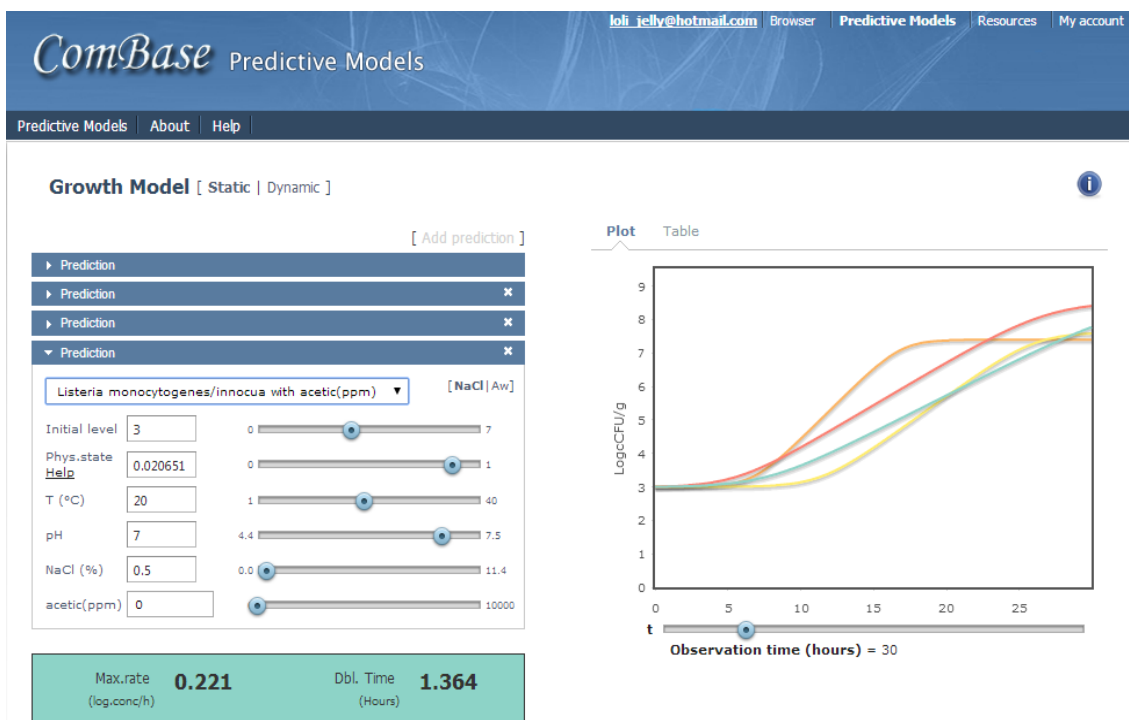 loli_jelly@hotmail.com Browser Predictive Models Resources My account
ComBase Predictive Models
Predictive Models About Help
Growth Model [ Static | Dynamic ]
i
[ Add prediction ]
Prediction
Prediction
Prediction
Prediction
Listeria monocytogenes/innocua with acetic(ppm)
[NaCl|Aw]
Initial level 3 0 7
Phys.state
Help
0.020651 0 1
T (°C) 20 1 40
pH 7 4.4 7.5
NaCl (%) 0.5 0.0 11.4
acetic(ppm) 0 10000
Max.rate 0.221 Dbl. Time 1.364
(log.conc/h) (Hours)
Plot Table
LogcCFU/g
9
8
7
6
5
4
3
2
1
0
0 5 10 15 20 25
t
Observation time (hours) = 30